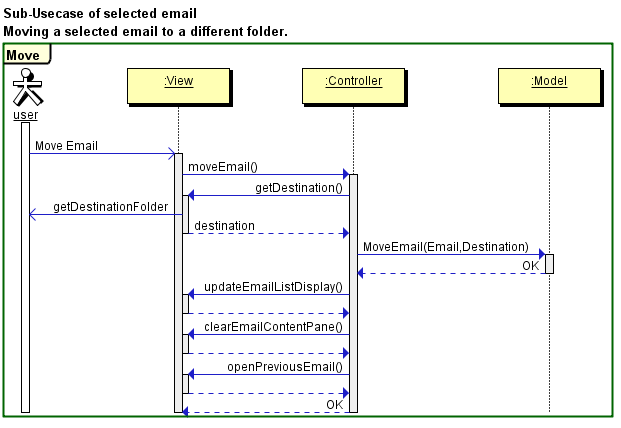 Sub-Usecase of selected email
Moving a selected email to a different folder.
Move
:View
:Controller
:Model
user
Move Email
moveEmail()
getDestination()
getDestinationFolder
destination
MoveEmail(Email,Destination)
OK
updateEmailListDisplay()
clearEmailContentPane()
openPreviousEmail()
OK